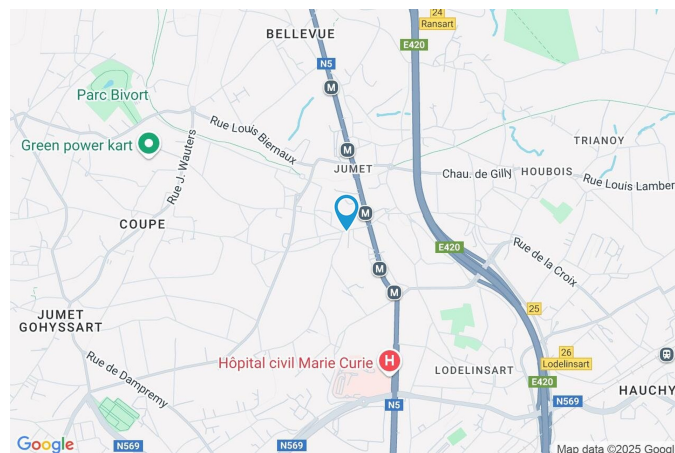 24
Ransart
BELLEVUE
E420
N5
M
Parc Bivort
Rue Louis Biernaux
Green power kart
M
TRIANOY
Rue J. Wauters
JUMET
Chau. de Gilly
HOUBOIS
Rue Louis Lamber
M
COUPE
E420
Rue de la Croix
M
M
25
JUMET
GOHYSSART
26
Lodelinsart
Hôpital civil Marie Curie
H
Rue de Dampremy
LODELINSART
E420
HAUCHY
N5
N569
Google
N569
N569
Map data ©2025 Googl